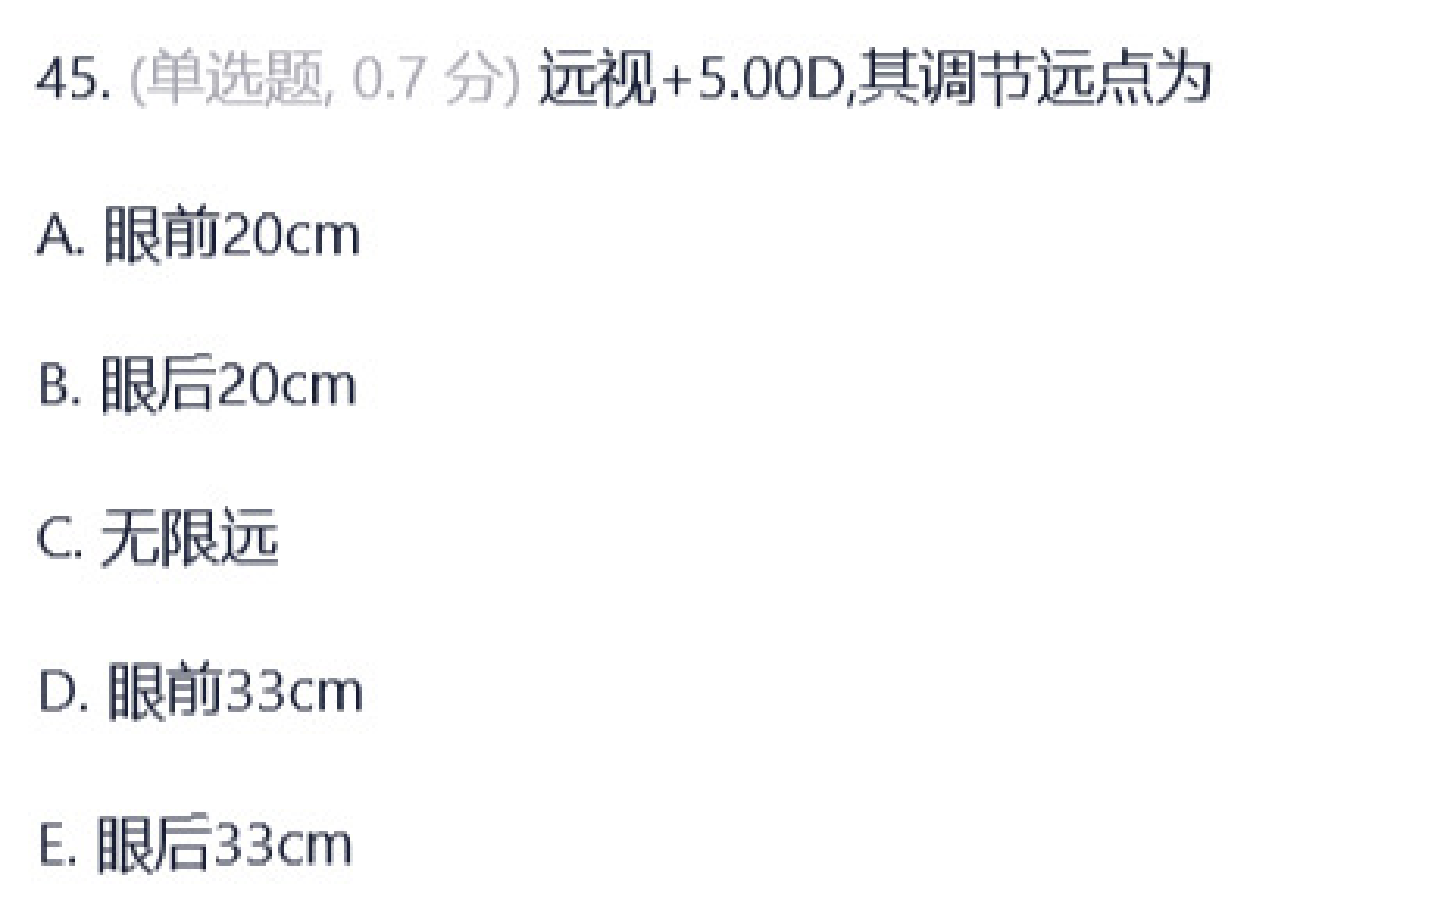 45. (单选题, 0.7 分) 远视+5.00D,其调节远点为
A. 眼前20cm
B. 眼后20cm
C. 无限远
D. 眼前33cm
E. 眼后33cm